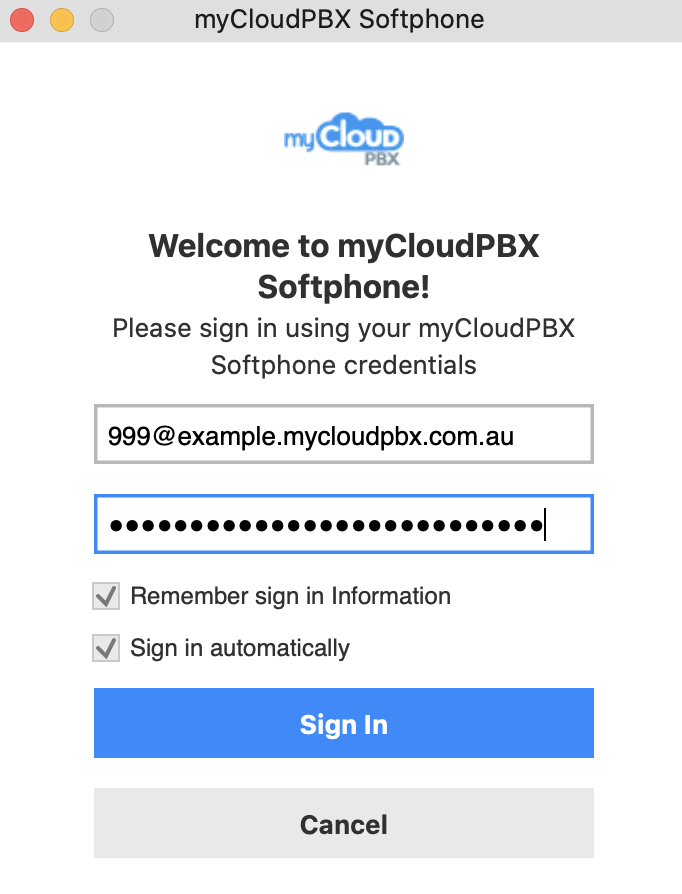 myCloudPBX Softphone
myCloud
PBX
Welcome to myCloudPBX
Softphone!
Please sign in using your myCloudPBX
Softphone credentials
999@example.mycloudpbx.com.au
•••••••••••••••••••••••••••
Remember sign in Information
Sign in automatically
Sign In
Cancel